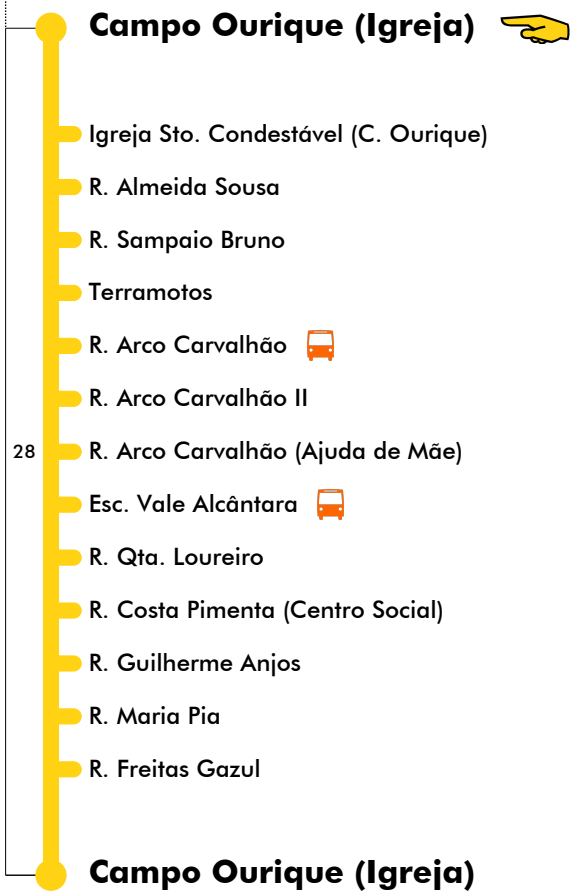 Campo Ourique (Igreja)
Igreja Sto. Condestável (C. Ourique)
R. Almeida Sousa
R. Sampaio Bruno
Terramotos
R. Arco Carvalhão
R. Arco Carvalhão II
28
R. Arco Carvalhão (Ajuda de Mãe)
Esc. Vale Alcântara
R. Qta. Loureiro
R. Costa Pimenta (Centro Social)
R. Guilherme Anjos
R. Maria Pia
R. Freitas Gazul
Campo Ourique (Igreja)